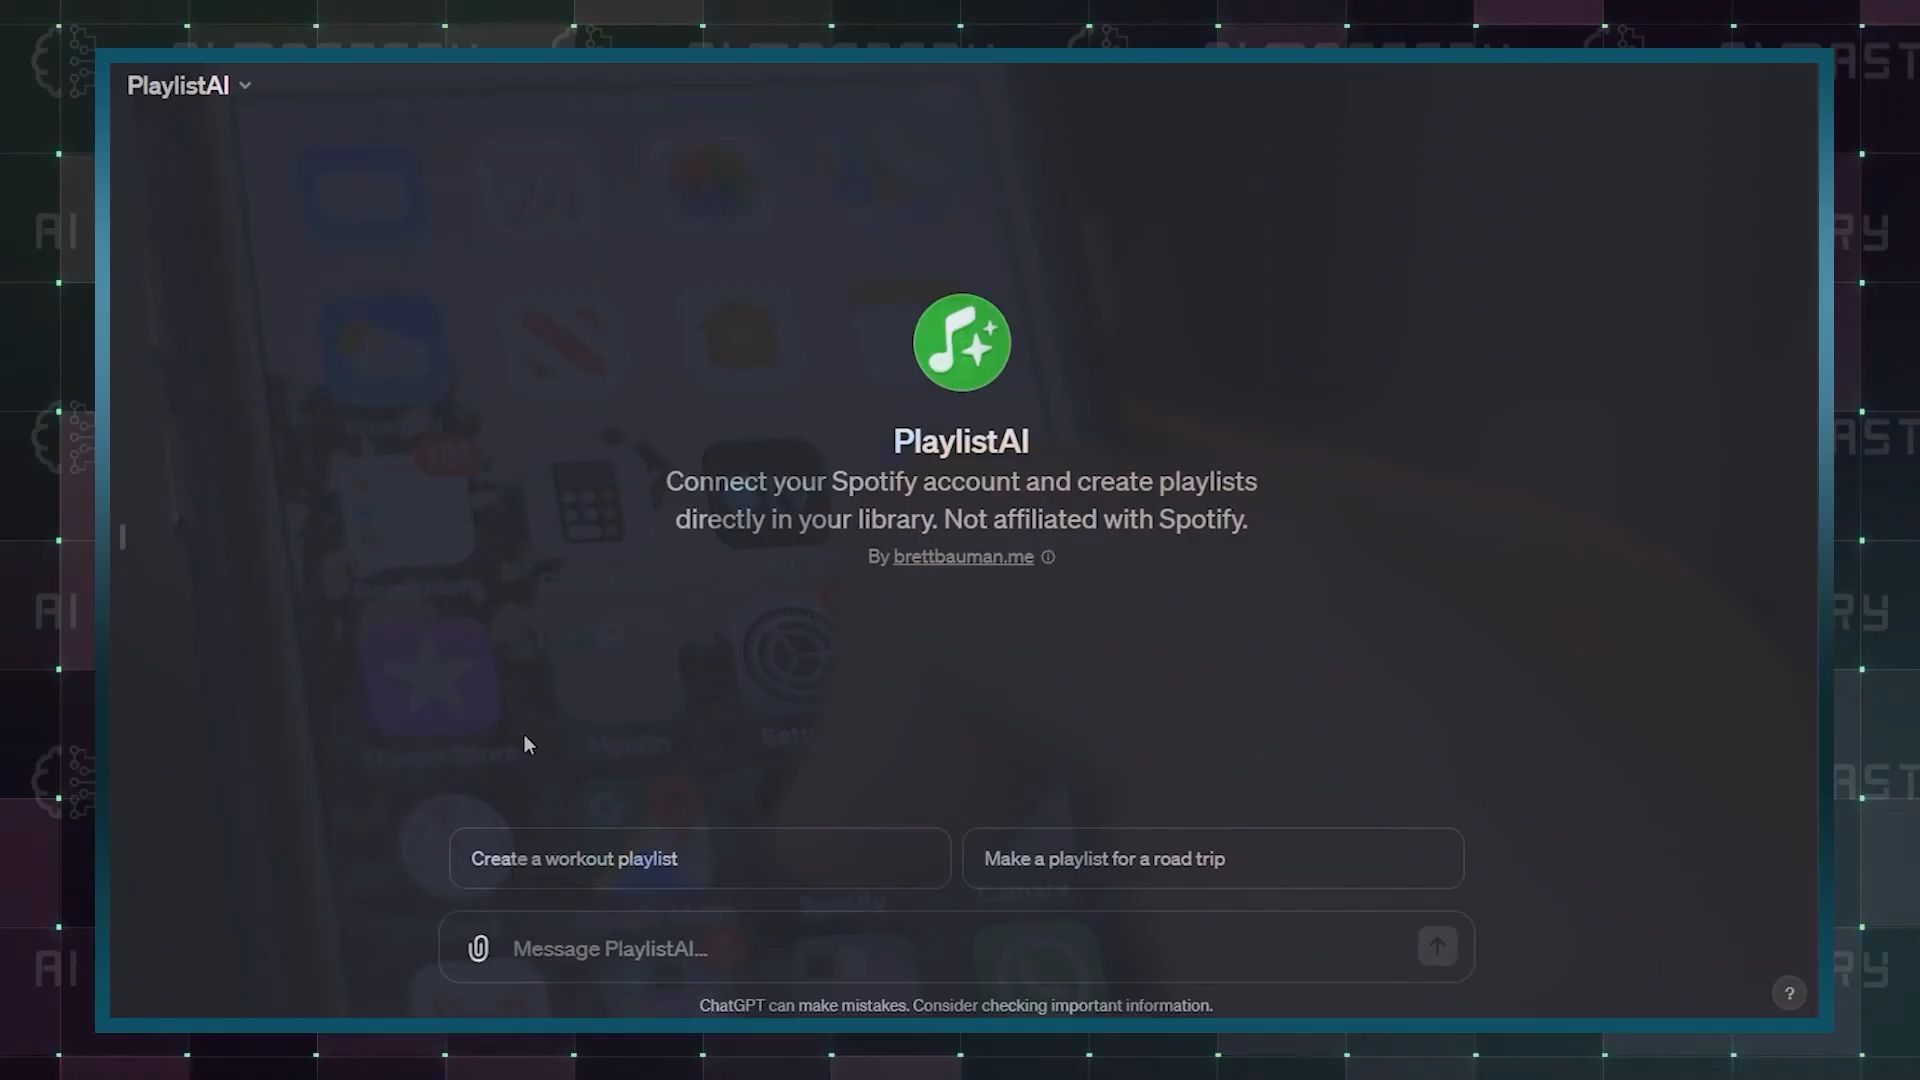 PlaylistAI
PlaylistAI
Connect your Spotify account and create playlists
directly in your library. Not affiliated with Spotify.
By brettbauman.me
Create a workout playlist
Make a playlist for a road trip
Message PlaylistAI...
ChatGPT can make mistakes. Consider checking important information.
?